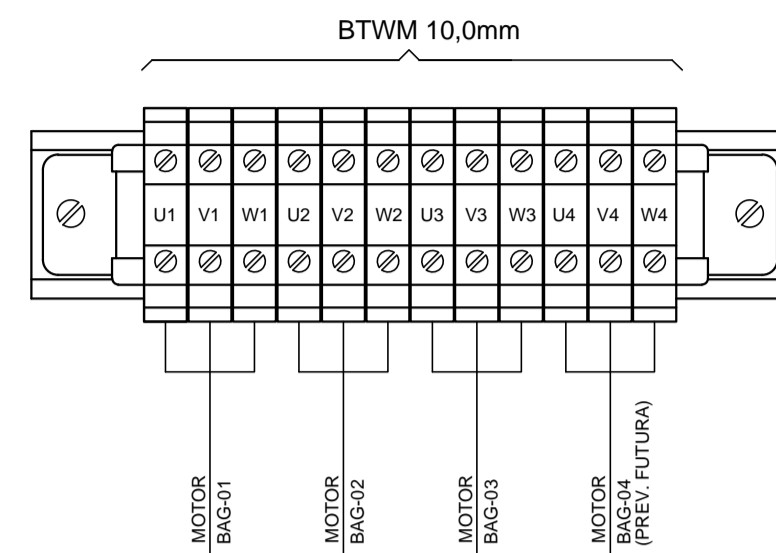 BTWM 10,0mm
U1 V1 W1 U2 V2 W2 U3 V3 W3 U4 V4 W4
MOTOR
BAG-01
MOTOR
BAG-02
MOTOR
BAG-03
MOTOR
BAG-04
(PREV. FUTURA)